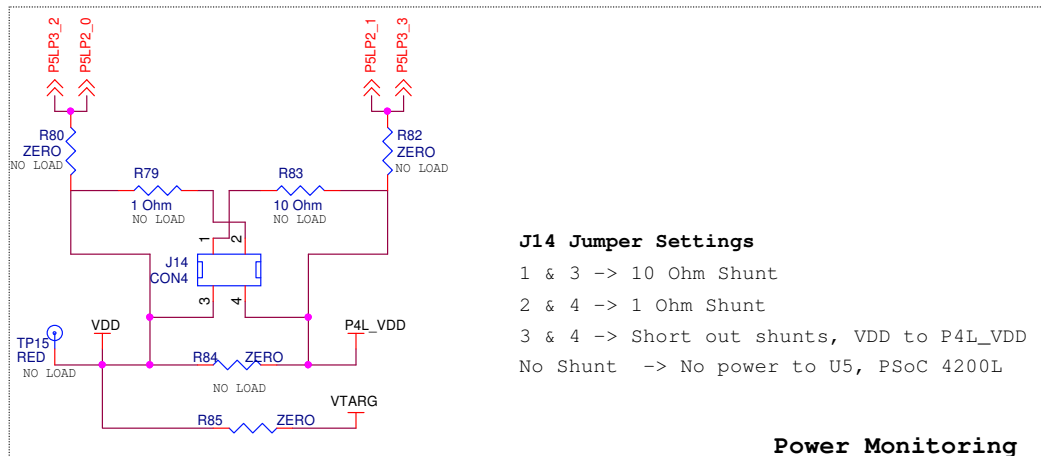 P5LP3_2
P5LP2_0
P5LP2_1
P5LP3_3
R80
ZERO
NO LOAD
R82
ZERO
NO LOAD
R79
1 Ohm
NO LOAD
R83
10 Ohm
NO LOAD
1
2
J14
CON4
3
4
TP15
RED
NO LOAD
VDD
P4L_VDD
R84 ZERO
NO LOAD
VTARG
R85 ZERO
J14 Jumper Settings
1 & 3 -> 10 Ohm Shunt
2 & 4 -> 1 Ohm Shunt
3 & 4 -> Short out shunts, VDD to P4L_VDD
No Shunt -> No power to U5, PSoC 4200L
Power Monitoring